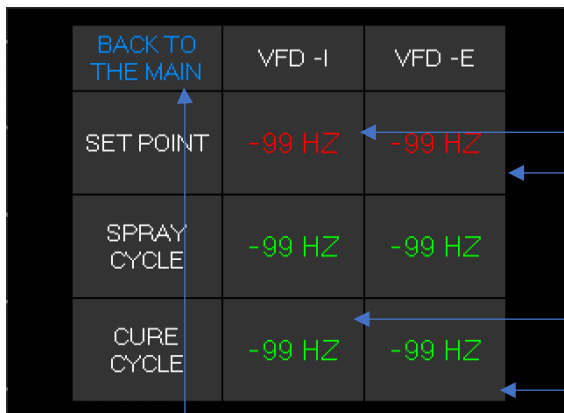 BACK TO
THE MAIN
VFD -I
VFD -E
SET POINT
-99 HZ
-99 HZ
SPRAY
CYCLE
-99 HZ
-99 HZ
CURE
CYCLE
-99 HZ
-99 HZ